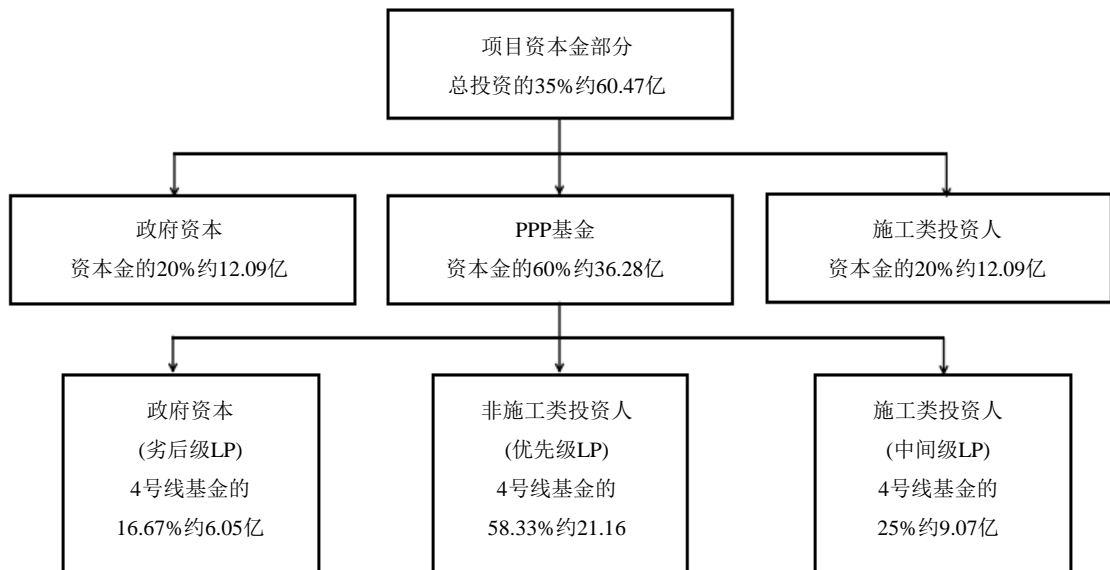 项目资本金部分
总投资的35%约60.47亿
政府资本
资本金的20%约12.09亿
PPP基金
资本金的60%约36.28亿
施工类投资人
资本金的20%约12.09亿
政府资本
(劣后级LP)
4号线基金的
16.67%约6.05亿
非施工类投资人
(优先级LP)
4号线基金的
58.33%约21.16
施工类投资人
(中间级LP)
4号线基金的
25%约9.07亿